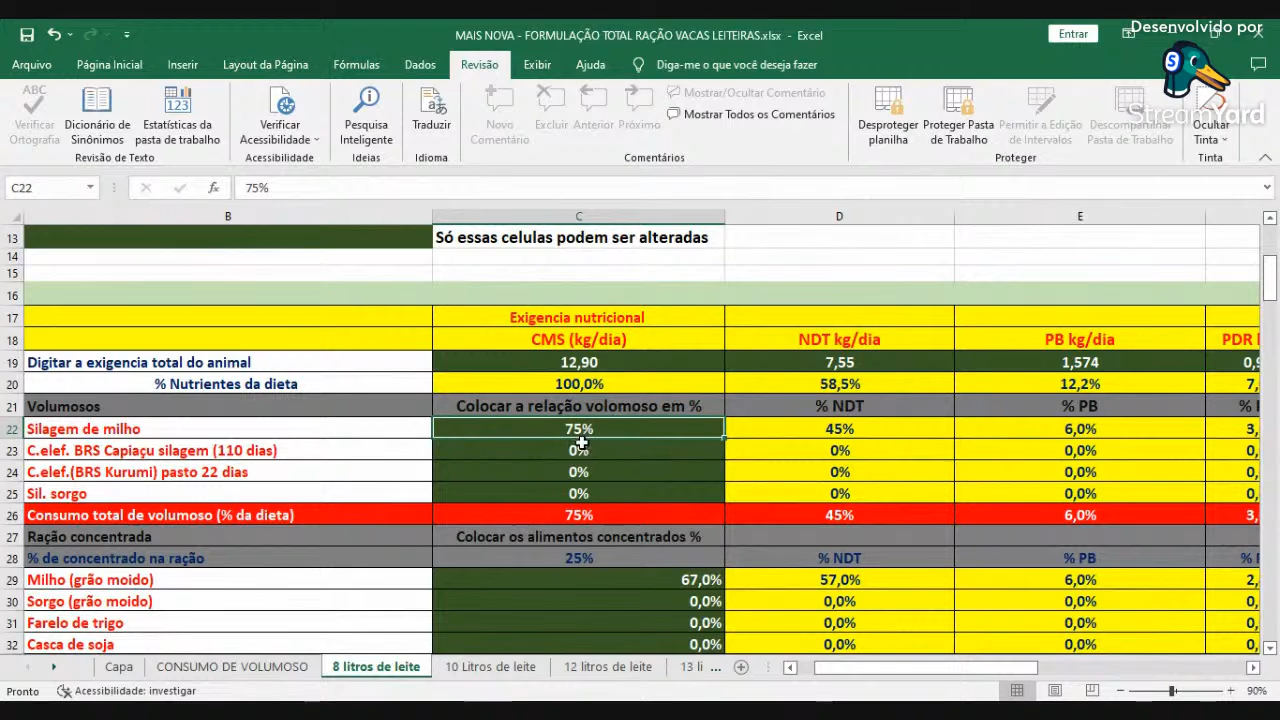 MAIS NOVA - FORMULAÇÃO TOTAL RAÇÃO VACAS LEITEIRAS.xlsx - Excel
Entrar
Desenvolvido por
StreamYard
Arquivo Página Inicial Inserir Layout da Página Fórmulas Dados Revisão Exibir Ajuda Diga-me o que você deseja fazer
Verificar Ortografia
Dicionário de Sinônimos
Estatísticas da pasta de trabalho
Verificar Acessibilidade
Pesquisa Inteligente
Traduzir
Novo Comentário
Excluir
Anterior
Próximo
Mostrar/Ocultar Comentário
Mostrar Todos os Comentários
Desproteger planilha
Proteger Pasta de Trabalho
Permitir a Edição de Intervalos
Descompartilhar Pasta de Trabalho
Ocultar Tinta
Revisão de Texto Acessibilidade Ideias Idioma Comentários Proteger Tinta
C22 fx 75%
B C D E
13 Só essas celulas podem ser alteradas
14
15
16
17 Exigencia nutricional
18 CMS (kg/dia) NDT kg/dia PB kg/dia PDR
19 Digitar a exigencia total do animal 12,90 7,55 1,574
20 % Nutrientes da dieta 100,0% 58,5% 12,2%
21 Volumosos Colocar a relação volomoso em % % NDT % PB
22 Silagem de milho 75% 45% 6,0%
23 C.elef. BRS Capiaçu silagem (110 dias) 0% 0% 0,0%
24 C.elef.(BRS Kurumi) pasto 22 dias 0% 0% 0,0%
25 Sil. sorgo 0% 0% 0,0%
26 Consumo total de volumoso (% da dieta) 75% 45% 6,0%
27 Ração concentrada Colocar os alimentos concentrados %
28 % de concentrado na ração 25% % NDT % PB
29 Milho (grão moido) 67,0% 57,0% 6,0%
30 Sorgo (grão moido) 0,0% 0,0% 0,0%
31 Farelo de trigo 0,0% 0,0% 0,0%
32 Casca de soja 0,0% 0,0% 0,0%
Capa CONSUMO DE VOLUMOSO 8 litros de leite 10 Litros de leite 12 litros de leite 13 li ...
Pronto Acessibilidade: investigar 90%